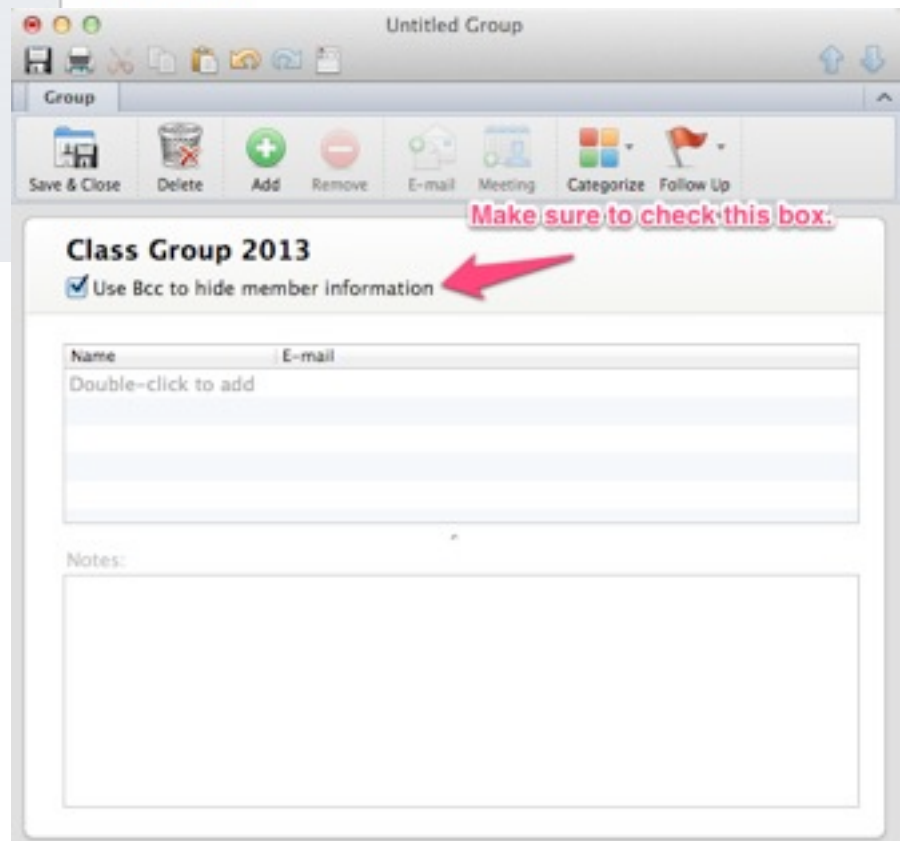 Untitled Group
Group
Save & Close Delete Add Remove E-mail Meeting Categorize Follow Up
Make sure to check this box.
Class Group 2013
Use Bcc to hide member information
Name E-mail
Double-click to add
Notes: